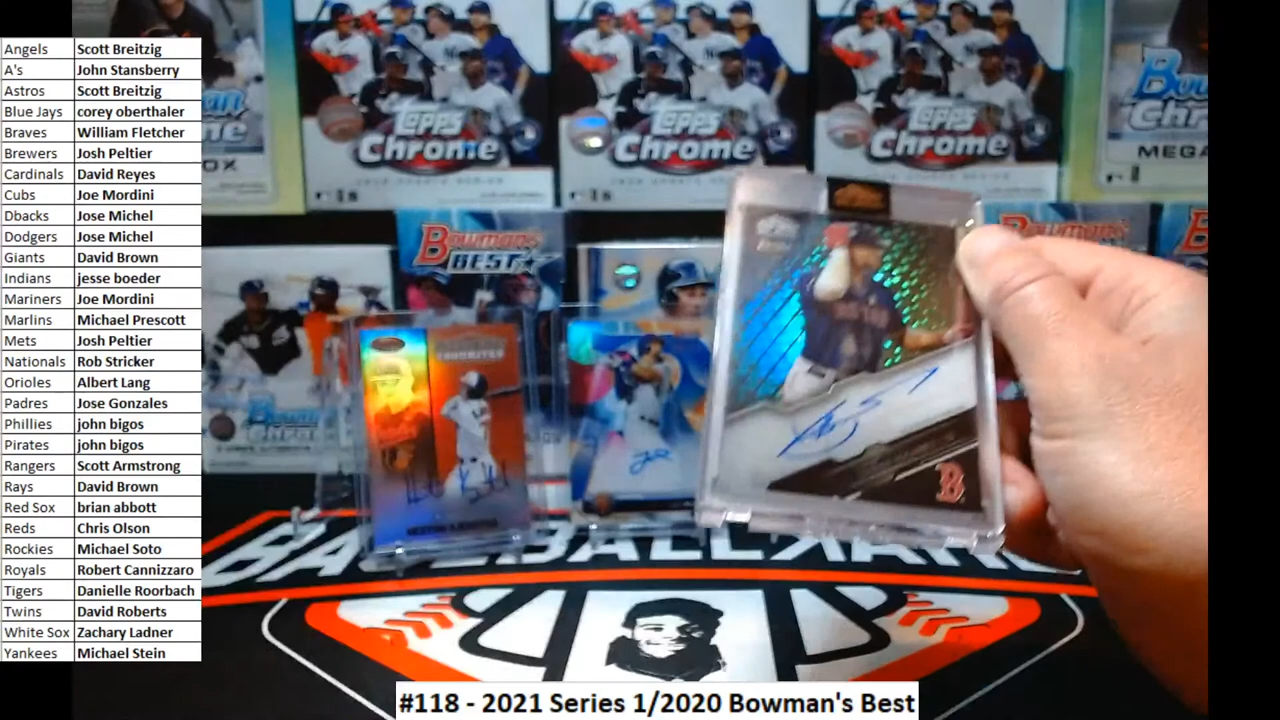 Angels Scott Breitzig
A's John Stansberry
Astros Scott Breitzig
Blue Jays corey oberthaler
Braves William Fletcher
Brewers Josh Peltier
Cardinals David Reyes
Cubs Joe Mordini
Dbacks Jose Michel
Dodgers Jose Michel
Giants David Brown
Indians jesse boeder
Mariners Joe Mordini
Marlins Michael Prescott
Mets Josh Peltier
Nationals Rob Stricker
Orioles Albert Lang
Padres Jose Gonzales
Phillies john bigos
Pirates john bigos
Rangers Scott Armstrong
Rays David Brown
Red Sox brian abbott
Reds Chris Olson
Rockies Michael Soto
Royals Robert Cannizzaro
Tigers Danielle Roorbach
Twins David Roberts
White Sox Zachary Ladner
Yankees Michael Stein
Topps
Chrome
Topps
Chrome
Topps
Chrome
MEGA
Bowman's
BEST
FAVORITES
B
#118 - 2021 Series 1/2020 Bowman's Best